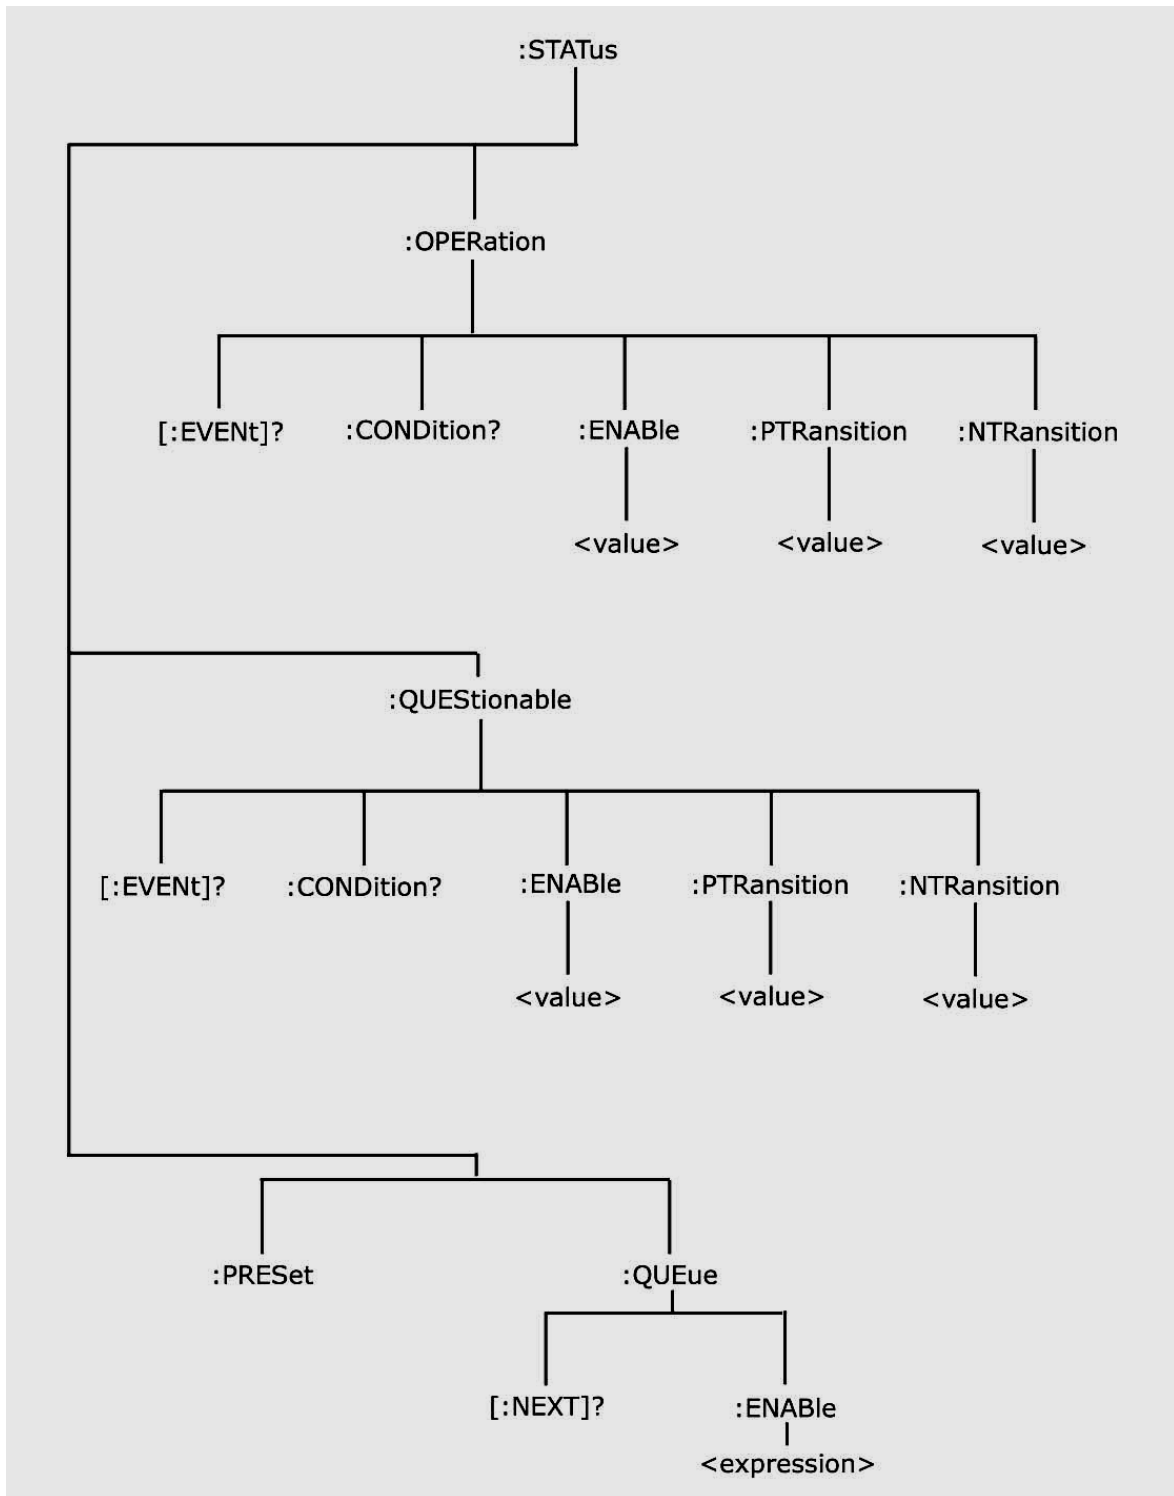 :STATus
:OPERation
[:EVENt]? :CONDition? :ENABle :PTRansition :NTRansition
<value> <value> <value>
:QUEStionable
[:EVENt]? :CONDition? :ENABle :PTRansition :NTRansition
<value> <value> <value>
:PRESet :QUEue
[:NEXT]? :ENABle
<expression>